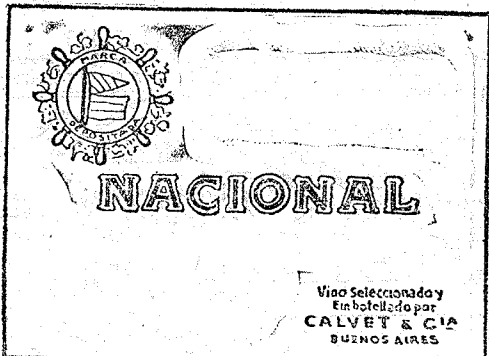 MARCA
DEPOSITADA
NACIONAL
Vino Seleccionado y
Embotellado por
CALVET & CIA
BUENOS AIRES